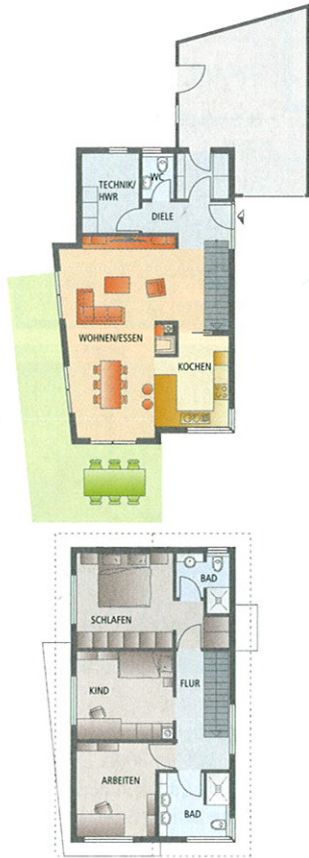 TECHNIK/
HWR
WC
DIELE
WOHNEN/ESSEN
KOCHEN
BAD
SCHLAFEN
KIND
FLUR
ARBEITEN
BAD